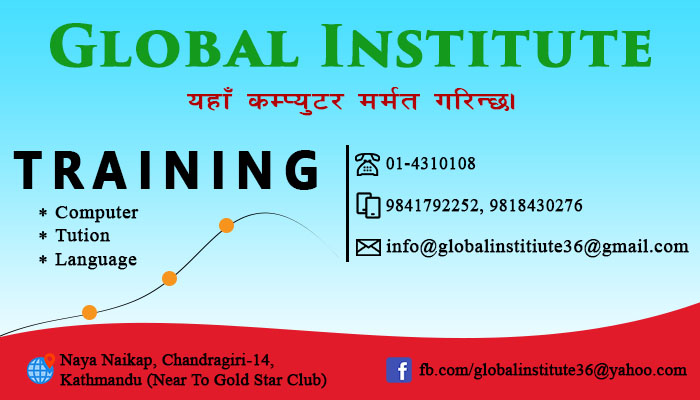 Global Institute
यहाँ कम्प्युटर मर्मत गरिन्छ।
TRAINING
* Computer
* Tution
* Language
01-4310108
9841792252, 9818430276
info@globalinstitiute36@gmail.com
Naya Naikap, Chandragiri-14,
Kathmandu (Near To Gold Star Club)
fb.com/globalinstitute36@yahoo.com